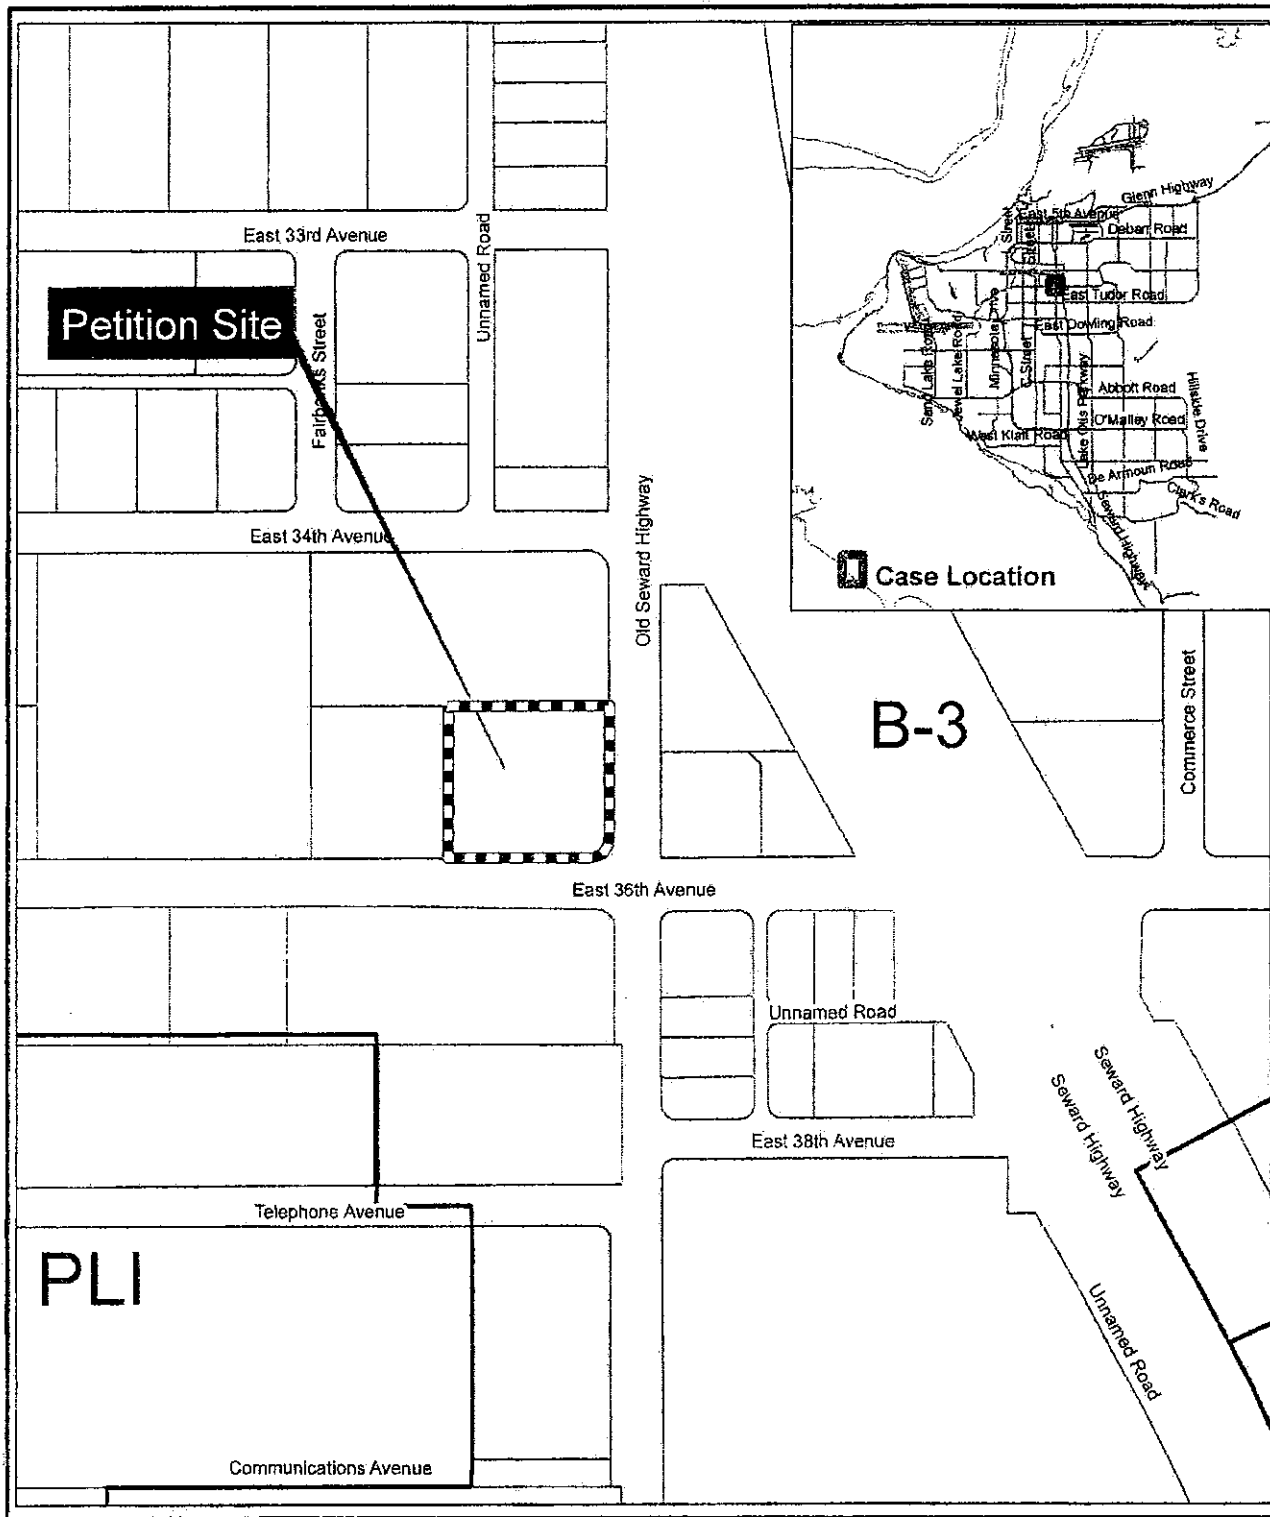 East 33rd Avenue
Unnamed Road
Petition Site
Fairbanks Street
East 34th Avenue
Old Seward Highway
Glenn Highway
East 5th Avenue
Street
Debarr Road
East Tudor Road
East Dowling Road
Minnesota Drive
C Street
Sand Lake Road
Jewel Lake Road
Abbott Road
O'Malley Road
Hillside Drive
Lake Otis Parkway
West Klatt Road
De Armoun Road
Clark's Road
Seward Highway
Case Location
B-3
Commerce Street
East 36th Avenue
Unnamed Road
Seward Highway
Seward Highway
East 38th Avenue
Telephone Avenue
PLI
Unnamed Road
Communications Avenue